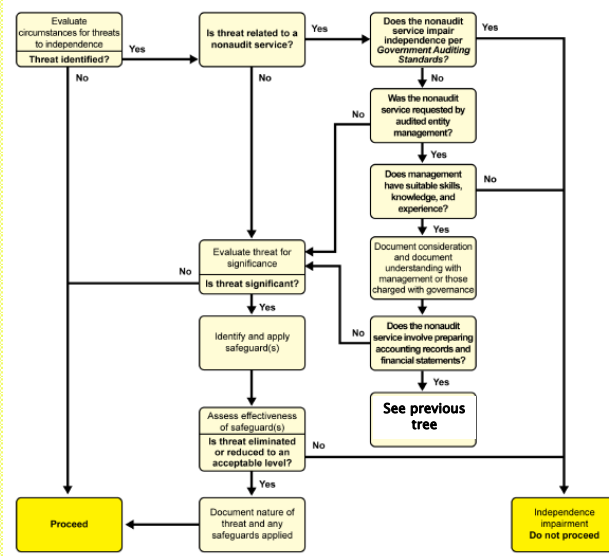 Evaluate
circumstances for threats
to independence
Threat identified?
Yes
No
Is threat related to a
nonaudit service?
Yes
No
Does the nonaudit
service impair
independence per
Government Auditing
Standards?
Yes
No
Was the nonaudit
service requested by
audited entity
management?
No
Yes
Does management
have suitable skills,
knowledge, and
experience?
No
Yes
Document consideration
and document
understanding with
management or those
charged with governance
Does the nonaudit
service involve preparing
accounting records and
financial statements?
No
Yes
See previous
tree
Evaluate threat for
significance
Is threat significant?
No
Yes
Identify and apply
safeguard(s)
Assess effectiveness
of safeguard(s)
Is threat eliminated
or reduced to an
acceptable level?
No
Yes
Document nature of
threat and any
safeguards applied
Proceed
Independence
impairment
Do not proceed